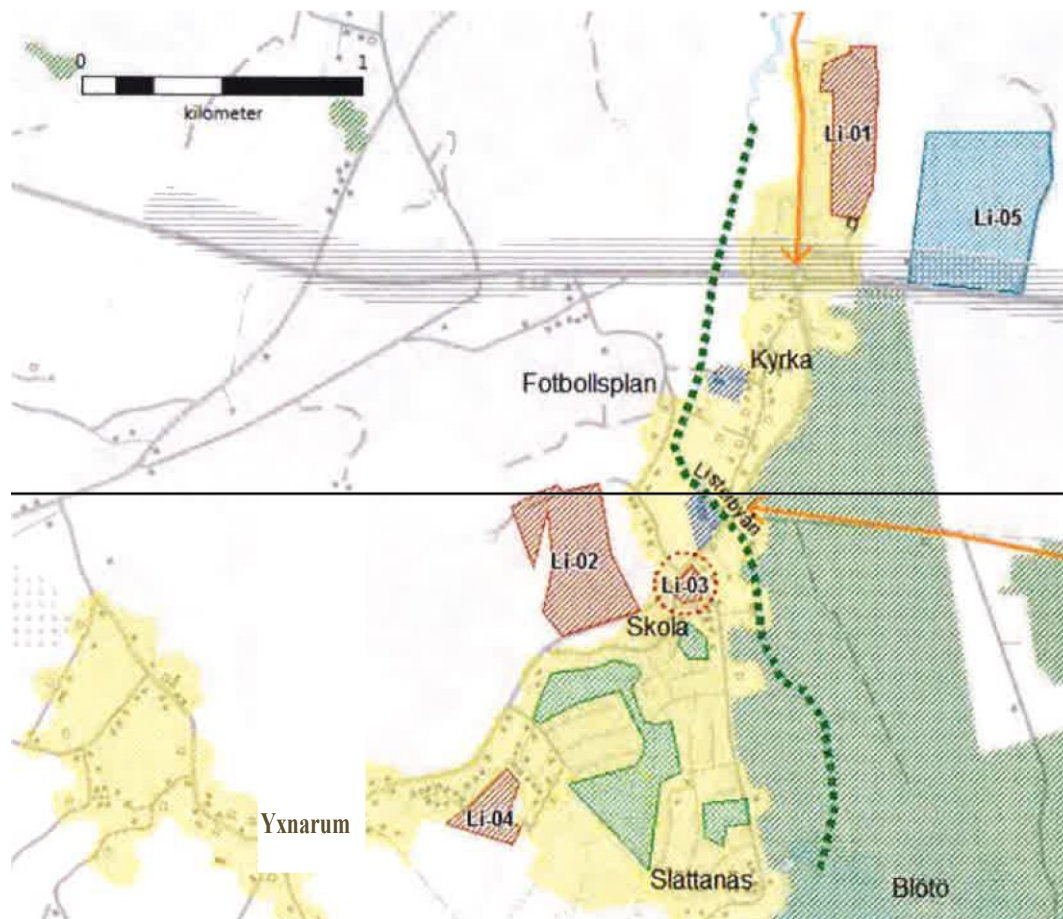 0 1
kilometer
Li-01
Li-05
Kyrka
Fotbollsplan
Listerbyån
Li-02
Li-03
Skola
Li-04
Yxnarum
Slättanäs
Blötö